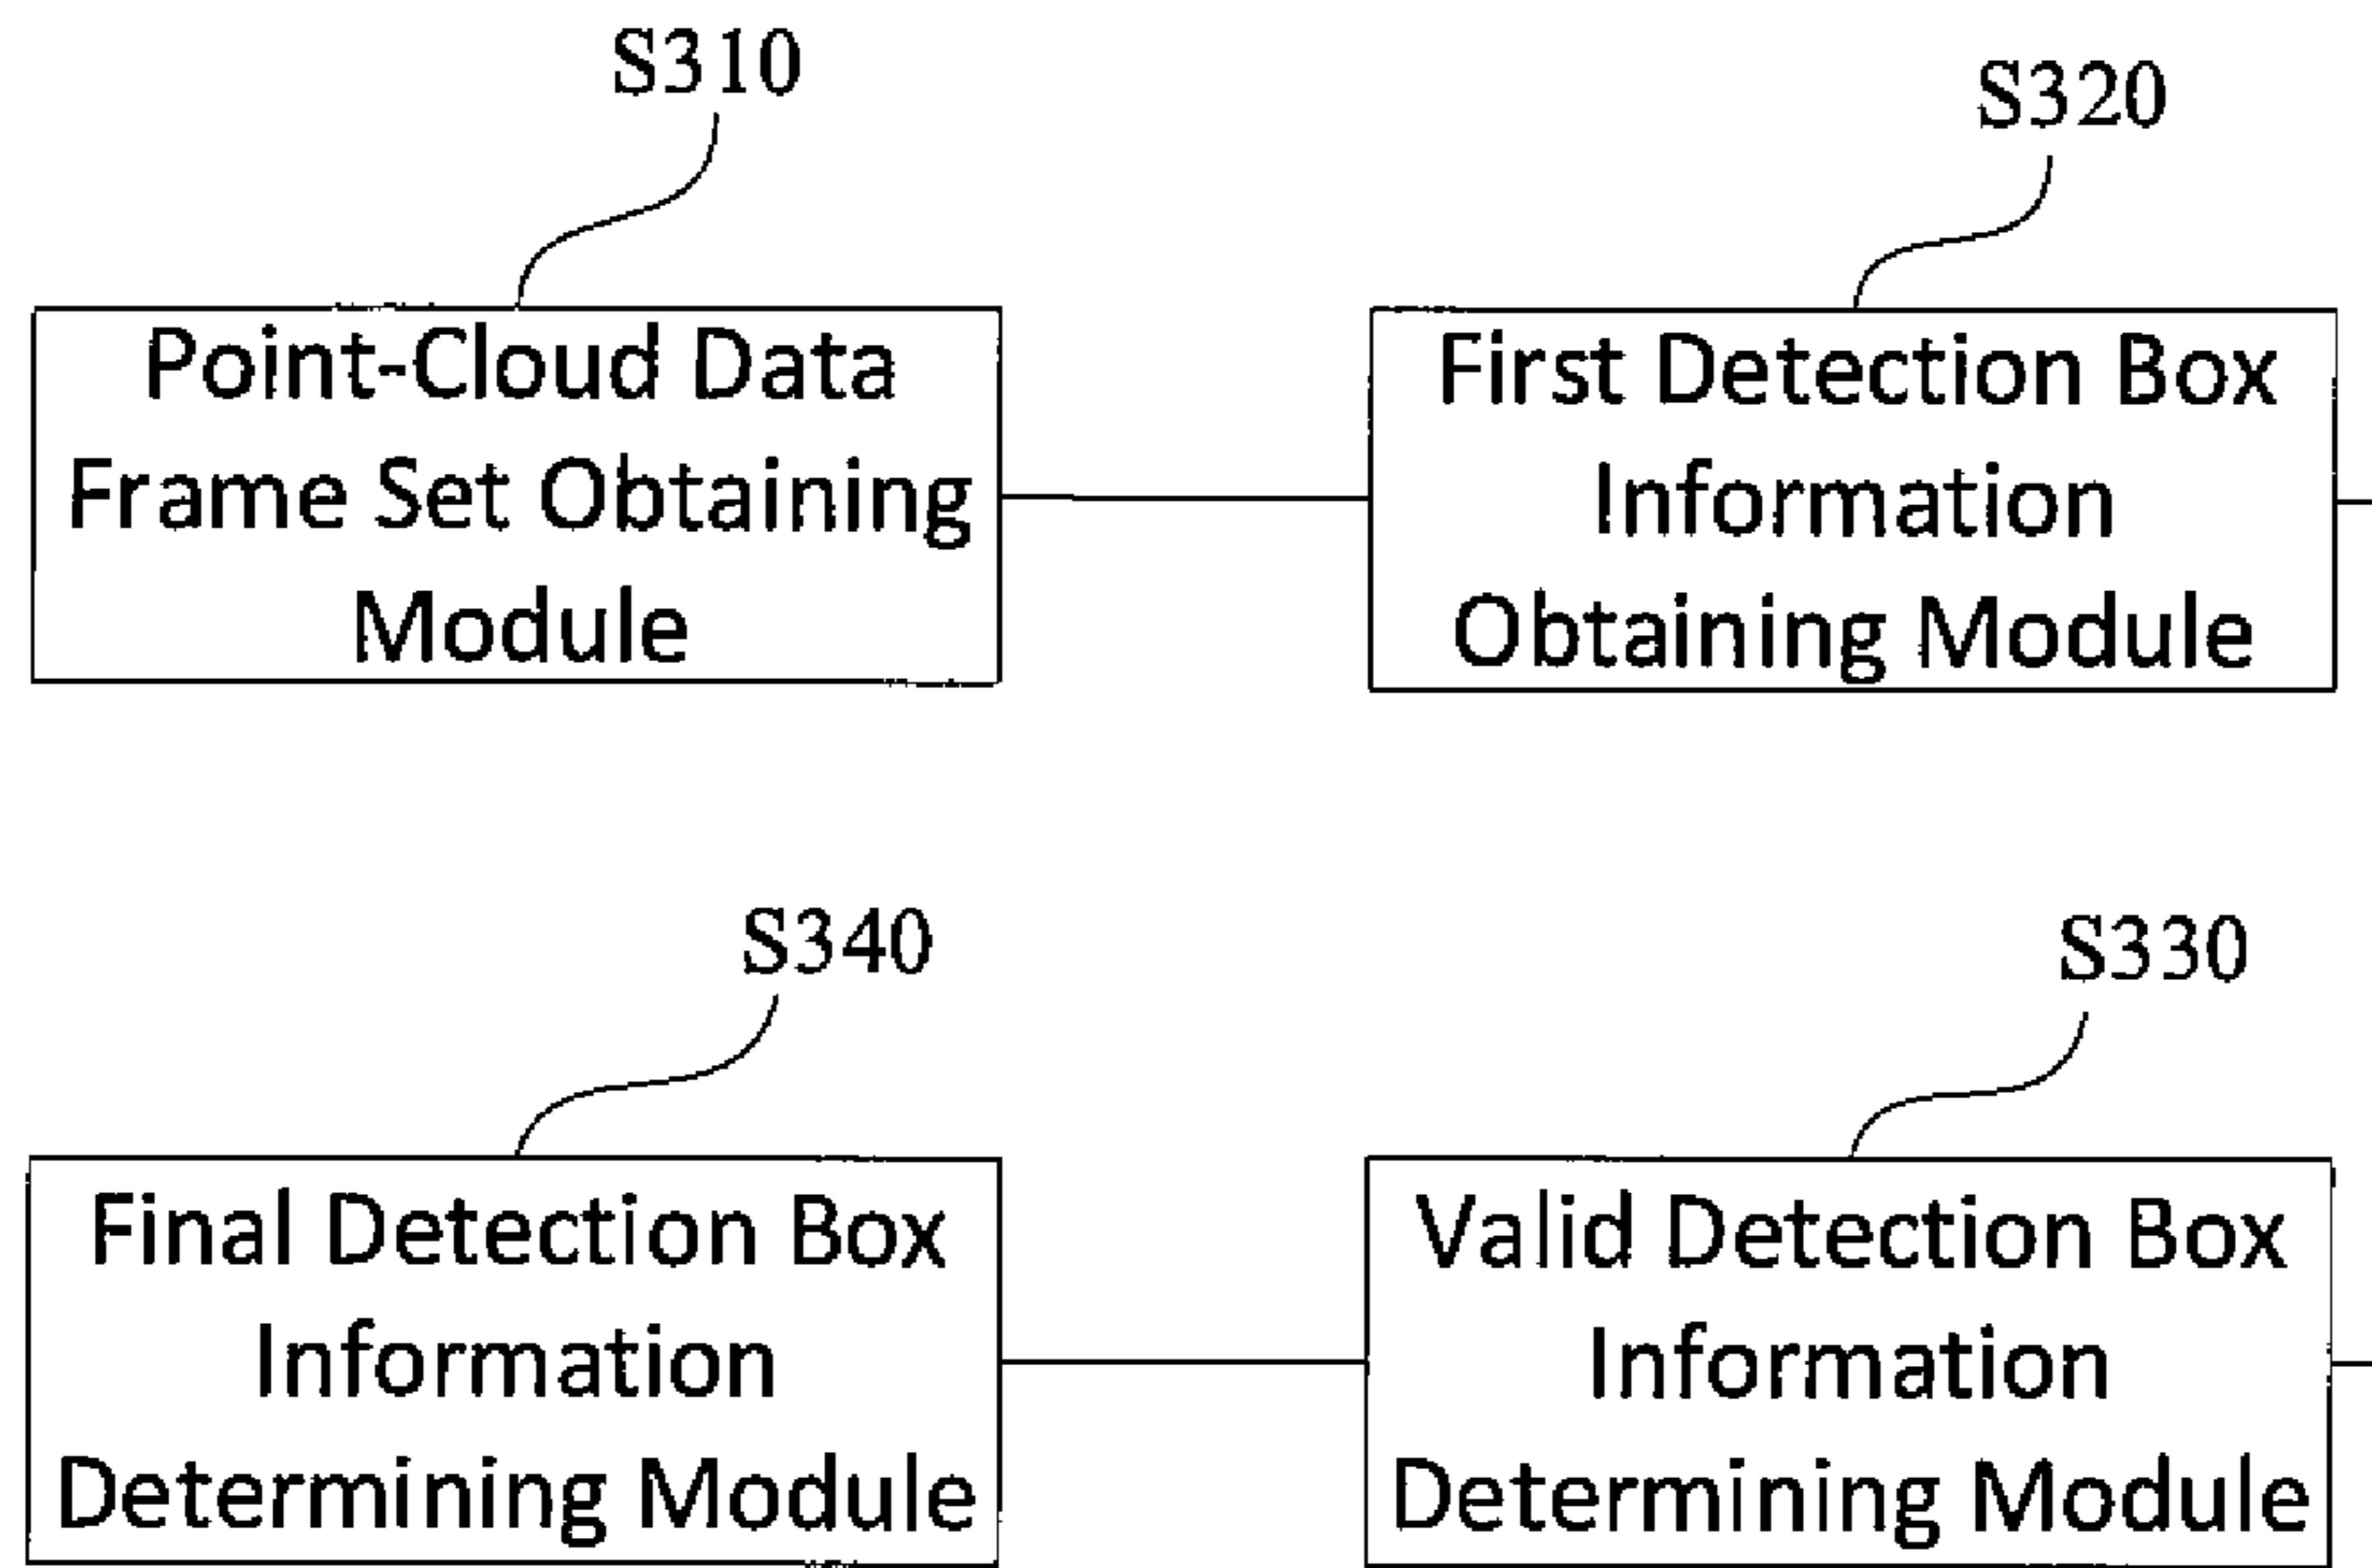 S310
Point-Cloud Data
Frame Set Obtaining
Module
S320
First Detection Box
Information
Obtaining Module
S340
Final Detection Box
Information
Determining Module
S330
Valid Detection Box
Information
Determining Module